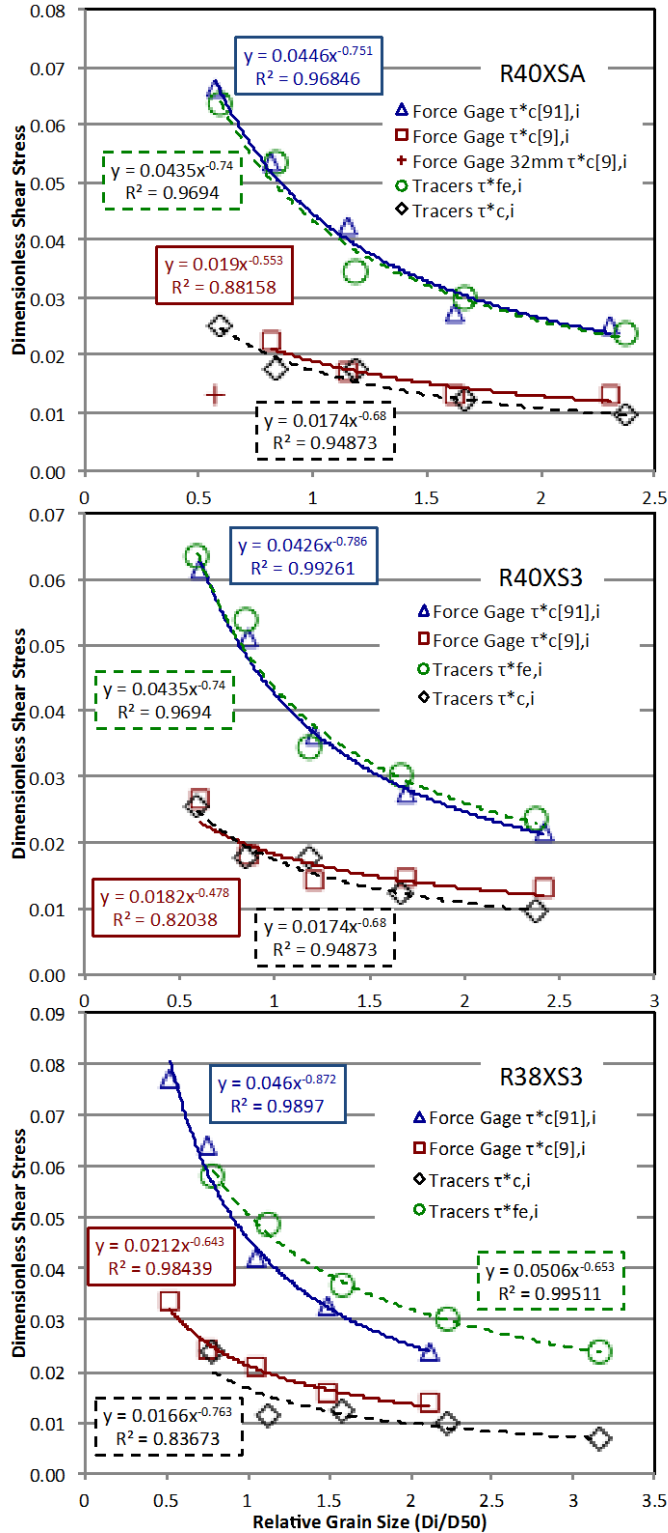 0.08
0.07
0.06
0.05
0.04
0.03
0.02
0.01
0.00
Dimensionless Shear Stress
y = 0.0446x^-0.751
R² = 0.96846
R40XSA
Force Gage τ*c[91],i
Force Gage τ*c[9],i
Force Gage 32mm τ*c[9],i
Tracers τ*fe,i
Tracers τ*c,i
y = 0.0435x^-0.74
R² = 0.9694
y = 0.019x^-0.553
R² = 0.88158
y = 0.0174x^-0.68
R² = 0.94873
0 0.5 1 1.5 2 2.5
0.07
0.06
0.05
0.04
0.03
0.02
0.01
0.00
Dimensionless Shear Stress
y = 0.0426x^-0.786
R² = 0.99261
R40XS3
Force Gage τ*c[91],i
Force Gage τ*c[9],i
Tracers τ*fe,i
Tracers τ*c,i
y = 0.0435x^-0.74
R² = 0.9694
y = 0.0182x^-0.478
R² = 0.82038
y = 0.0174x^-0.68
R² = 0.94873
0 0.5 1 1.5 2 2.5 3
0.09
0.08
0.07
0.06
0.05
0.04
0.03
0.02
0.01
0.00
Dimensionless Shear Stress
y = 0.046x^-0.872
R² = 0.9897
R38XS3
Force Gage τ*c[91],i
Force Gage τ*c[9],i
Tracers τ*c,i
Tracers τ*fe,i
y = 0.0212x^-0.643
R² = 0.98439
y = 0.0506x^-0.653
R² = 0.99511
y = 0.0166x^-0.763
R² = 0.83673
0 0.5 1 1.5 2 2.5 3 3.5
Relative Grain Size (Di/D50)